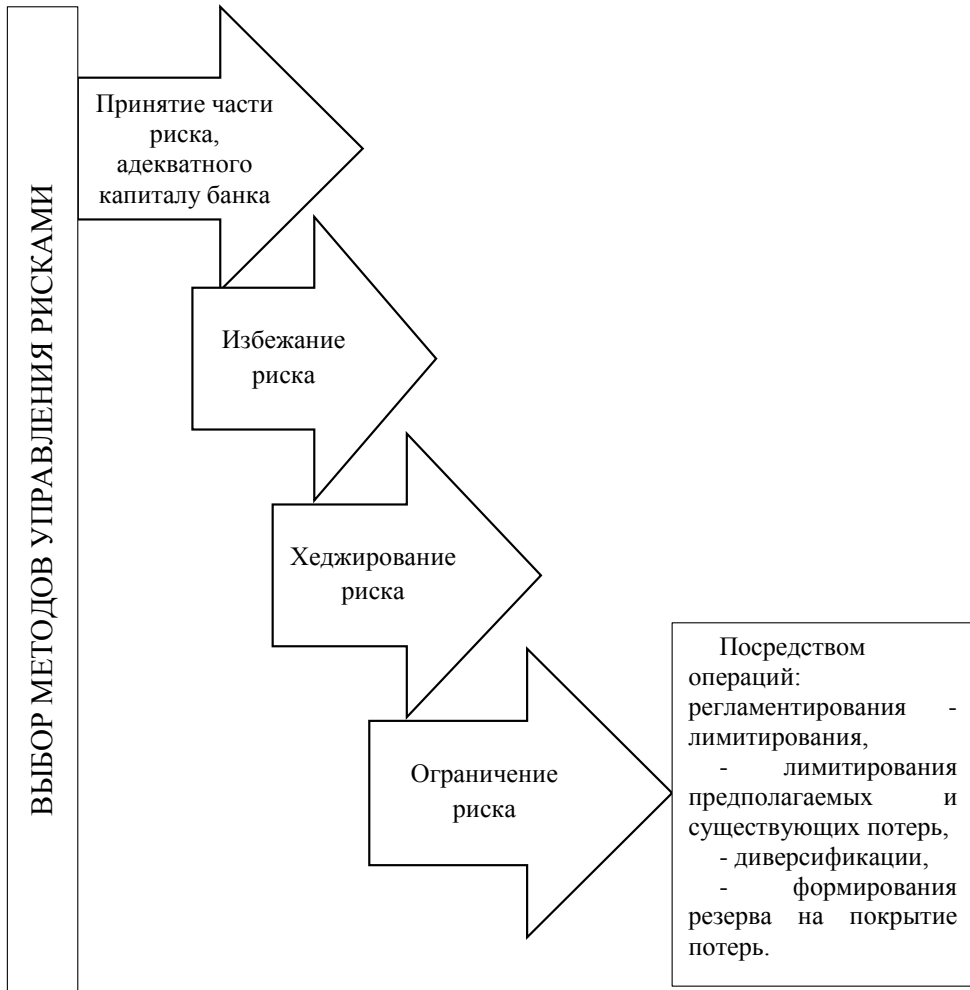 ВЫБОР МЕТОДОВ УПРАВЛЕНИЯ РИСКАМИ
Принятие части
риска,
адекватного
капиталу банка
Избежание
риска
Хеджирование
риска
Ограничение
риска
Посредством
операций:
регламентирования -
лимитирования,
- лимитирования
предполагаемых и
существующих потерь,
- диверсификации,
- формирования
резерва на покрытие
потерь.